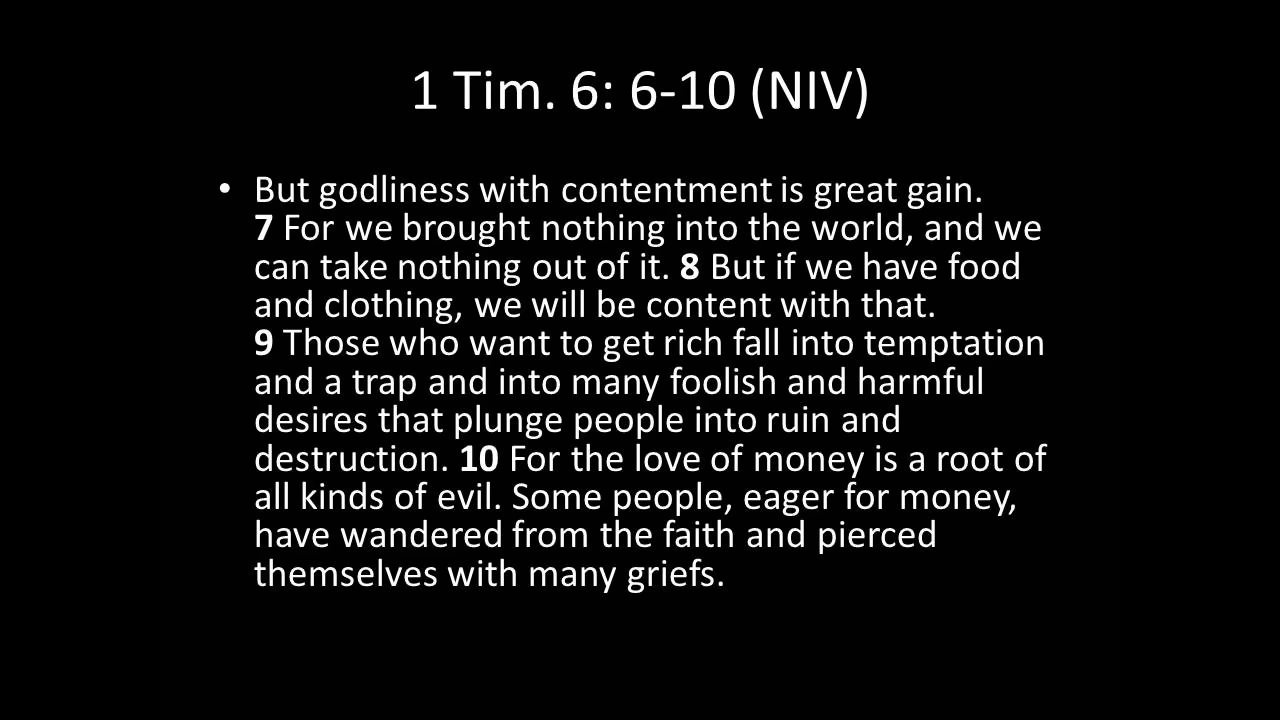 1 Tim. 6: 6-10 (NIV)
• But godliness with contentment is great gain.
7 For we brought nothing into the world, and we
can take nothing out of it. 8 But if we have food
and clothing, we will be content with that.
9 Those who want to get rich fall into temptation
and a trap and into many foolish and harmful
desires that plunge people into ruin and
destruction. 10 For the love of money is a root of
all kinds of evil. Some people, eager for money,
have wandered from the faith and pierced
themselves with many griefs.